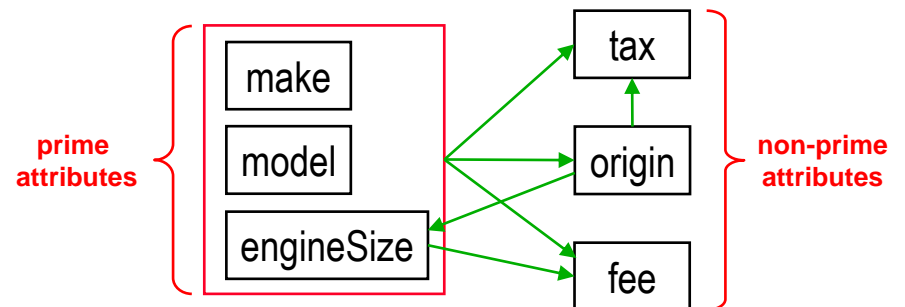 prime
attributes
make
model
engineSize
tax
origin
fee
non-prime
attributes